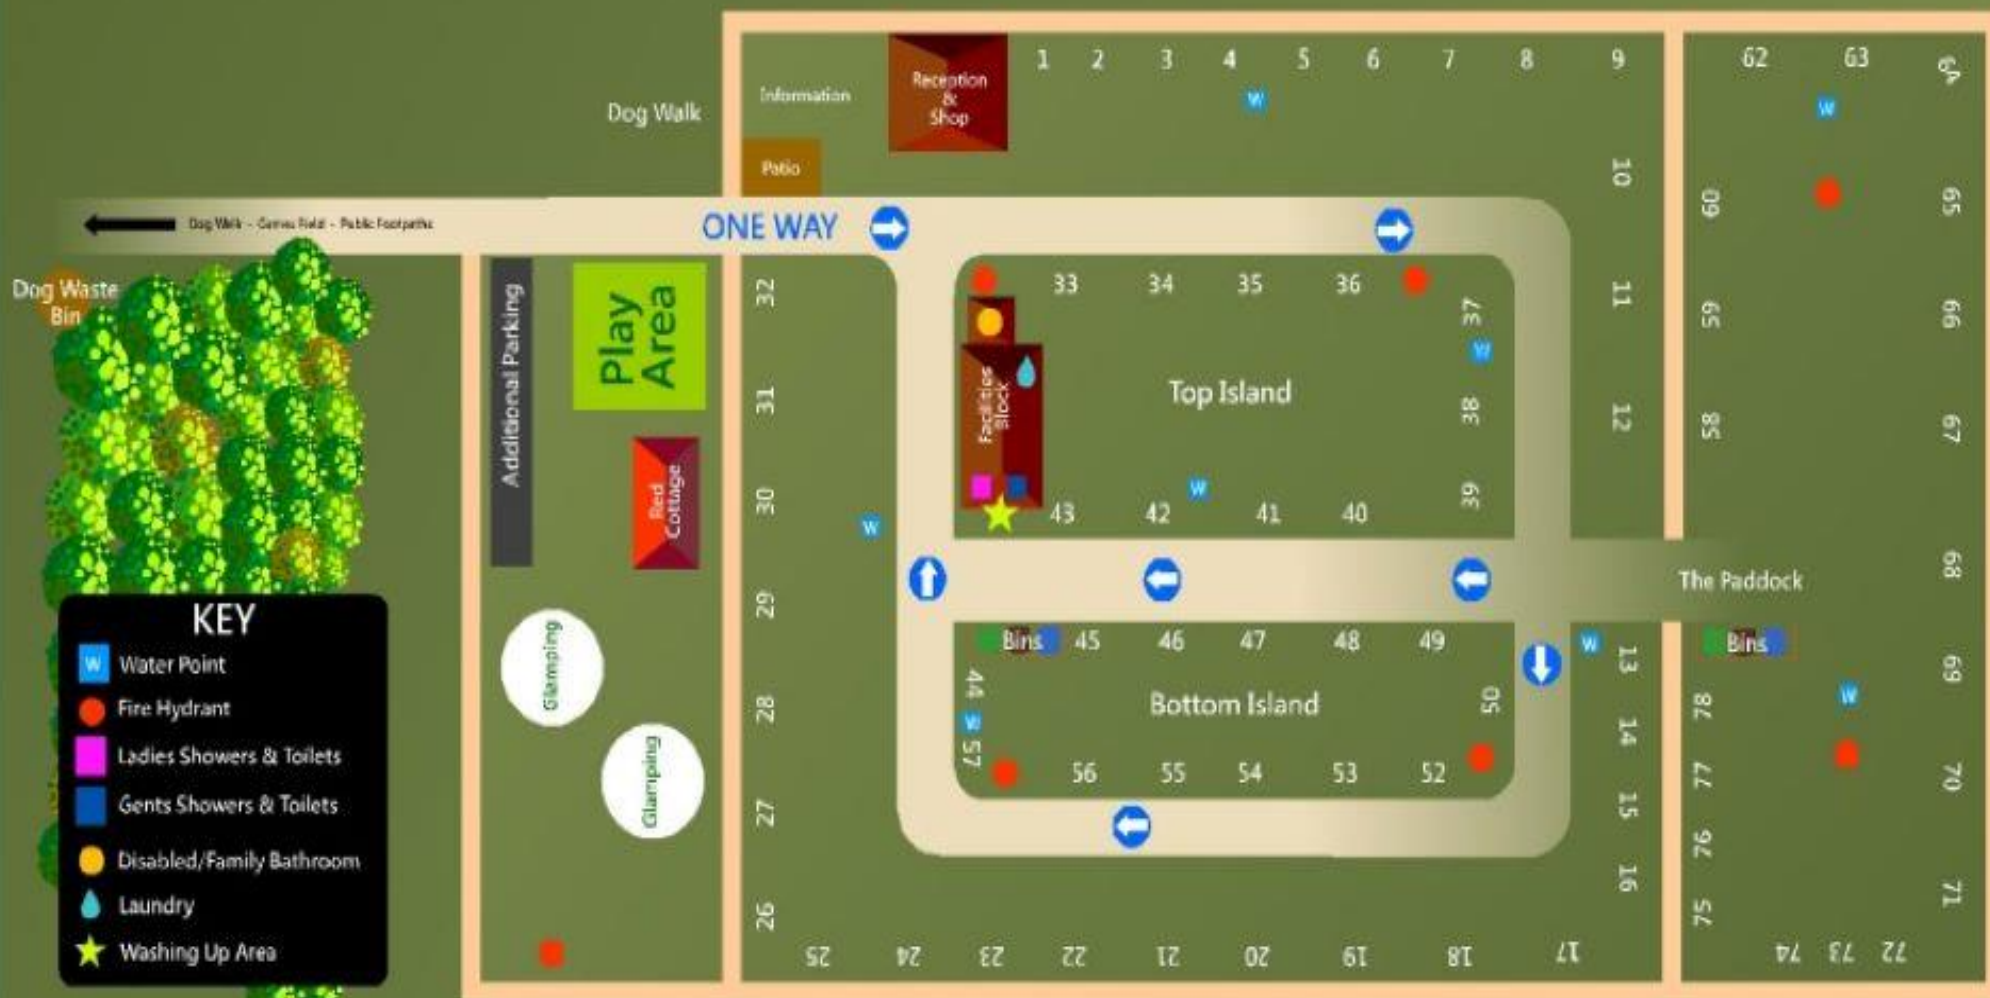 Dog Walk
Information
Reception
&
Shop
Patio
1 2 3 4 5 6 7 8 9
10
11
12
62 63 64
Dog Walk - Games Field - Public Footpaths
ONE WAY
Dog Waste
Bin
Additional Parking
Play
Area
Red
Cottage
Glamping
Glamping
32
31
30
29
28
27
26
33 34 35 36
37
38
39
Facilities
Block
W
W
W
W
Top Island
43 42 41 40
60
59
58
65
66
67
68
69
70
71
W
The Paddock
Bins 45 46 47 48 49
44
W
57
50
Bottom Island
56 55 54 53 52
W
13
14
15
16
Bins
W
78
77
76
75
25 24 23 22 21 20 19 18 17
74 73 72
KEY
W Water Point
Fire Hydrant
Ladies Showers & Toilets
Gents Showers & Toilets
Disabled/Family Bathroom
Laundry
Washing Up Area